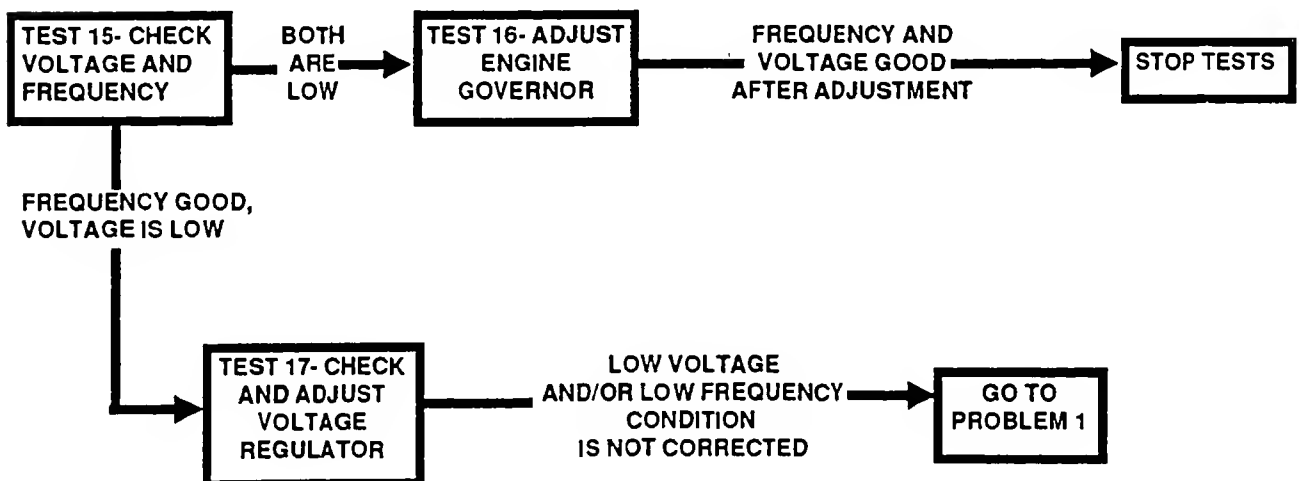 TEST 15- CHECK
VOLTAGE AND
FREQUENCY
BOTH
ARE
LOW
TEST 16- ADJUST
ENGINE
GOVERNOR
FREQUENCY AND
VOLTAGE GOOD
AFTER ADJUSTMENT
STOP TESTS
FREQUENCY GOOD,
VOLTAGE IS LOW
TEST 17- CHECK
AND ADJUST
VOLTAGE
REGULATOR
LOW VOLTAGE
AND/OR LOW FREQUENCY
CONDITION
IS NOT CORRECTED
GO TO
PROBLEM 1